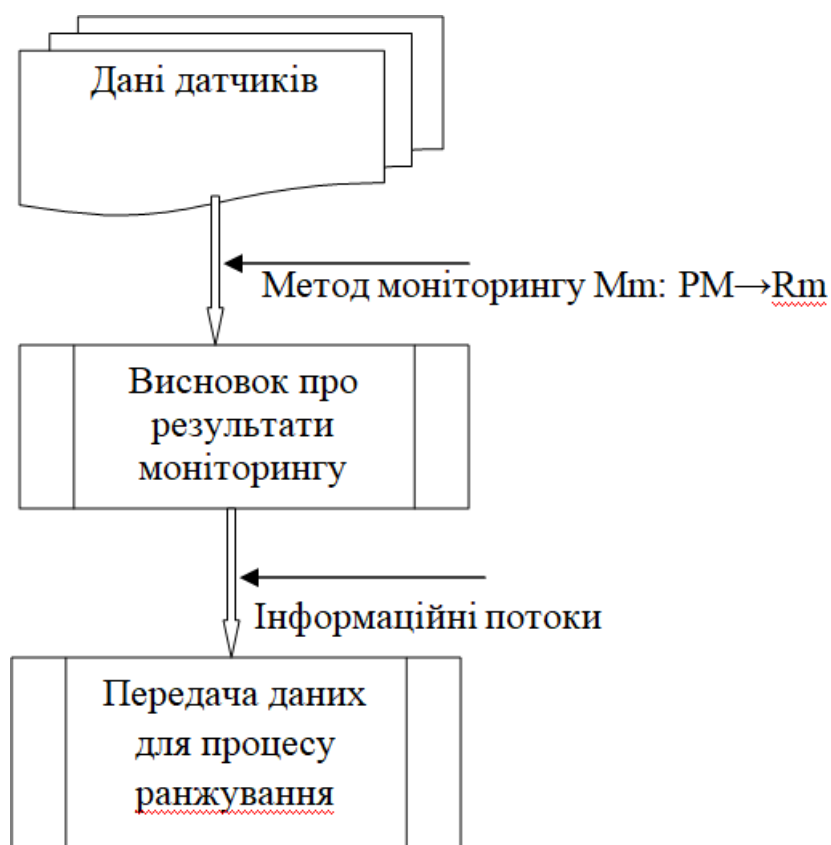 Дані датчиків
Метод моніторингу Mm: PM→Rm
Висновок про
результати
моніторингу
Інформаційні потоки
Передача даних
для процесу
ранжування